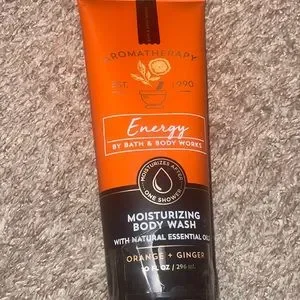 AROMATHERAPY
EST. 1990
Energy
BY BATH & BODY WORKS
MOISTURIZES AFTER
ONE SHOWER
MOISTURIZING
BODY WASH
WITH NATURAL ESSENTIAL OILS
ORANGE + GINGER
10 FL OZ / 296 mL